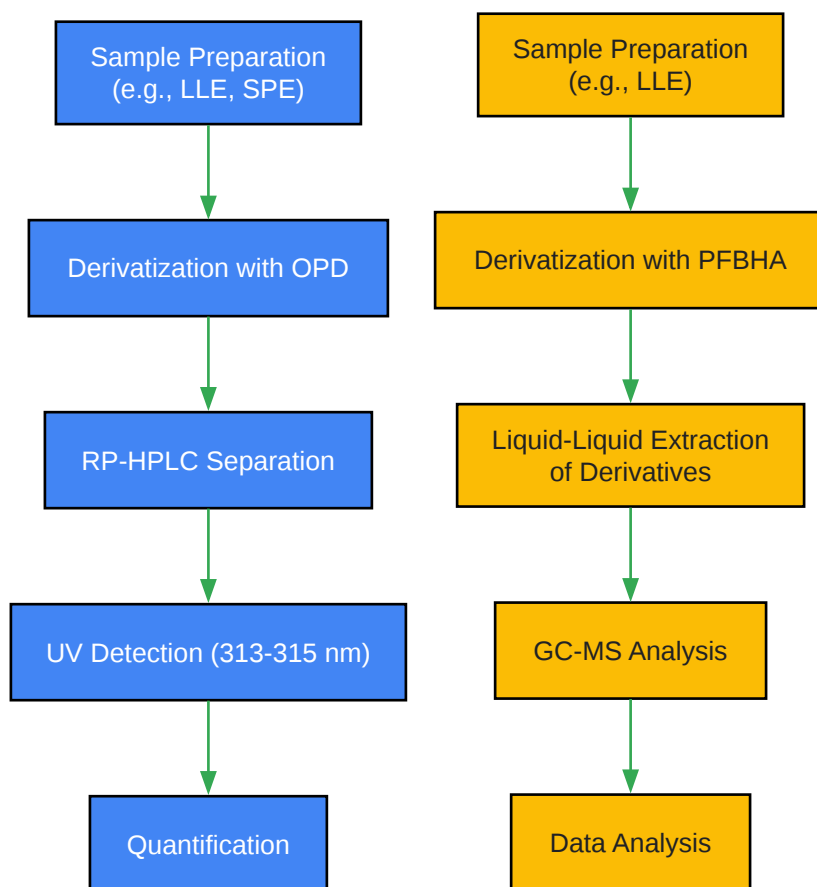 Sample Preparation
(e.g., LLE, SPE)
Derivatization with OPD
RP-HPLC Separation
UV Detection (313-315 nm)
Quantification
Sample Preparation
(e.g., LLE)
Derivatization with PFBHA
Liquid-Liquid Extraction
of Derivatives
GC-MS Analysis
Data Analysis